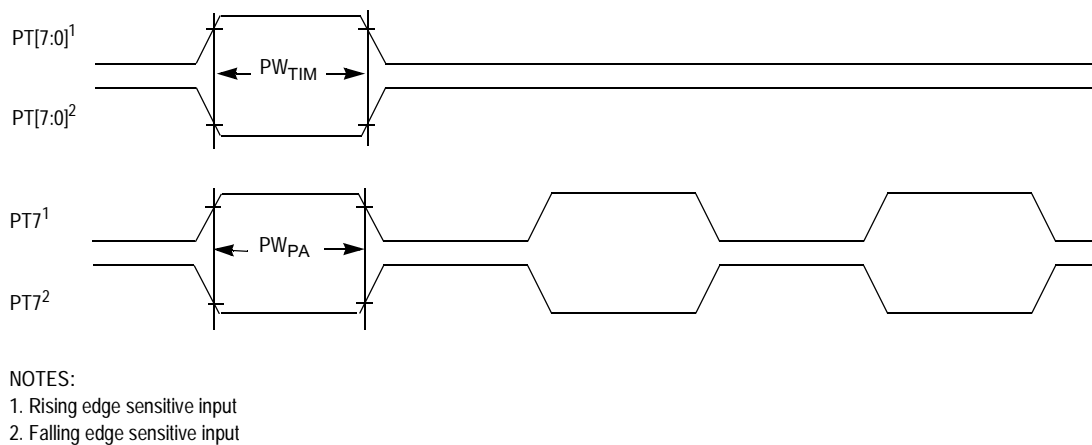 PT[7:0]1
PWTIM
PT[7:0]2
PT71
PWPA
PT72
NOTES:
1. Rising edge sensitive input
2. Falling edge sensitive input